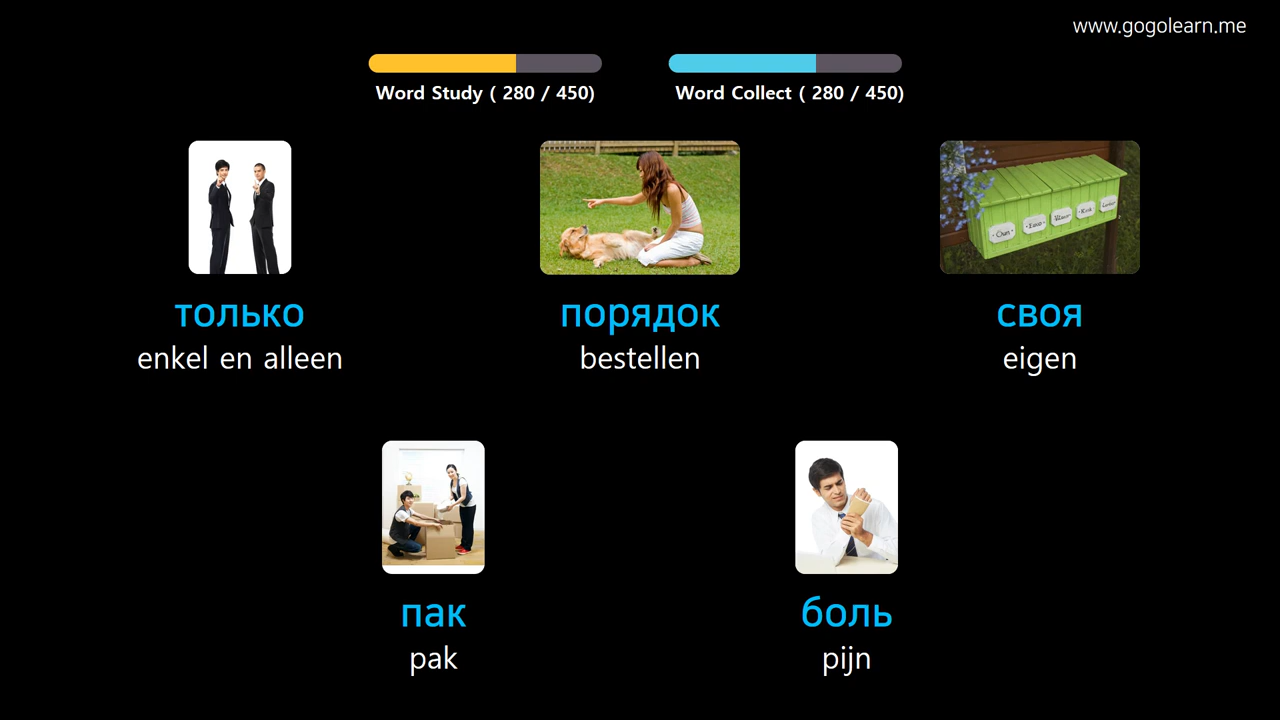 www.gogolearn.me
Word Study ( 280 / 450)
Word Collect ( 280 / 450)
только
enkel en alleen
порядок
bestellen
своя
eigen
пак
pak
боль
pijn